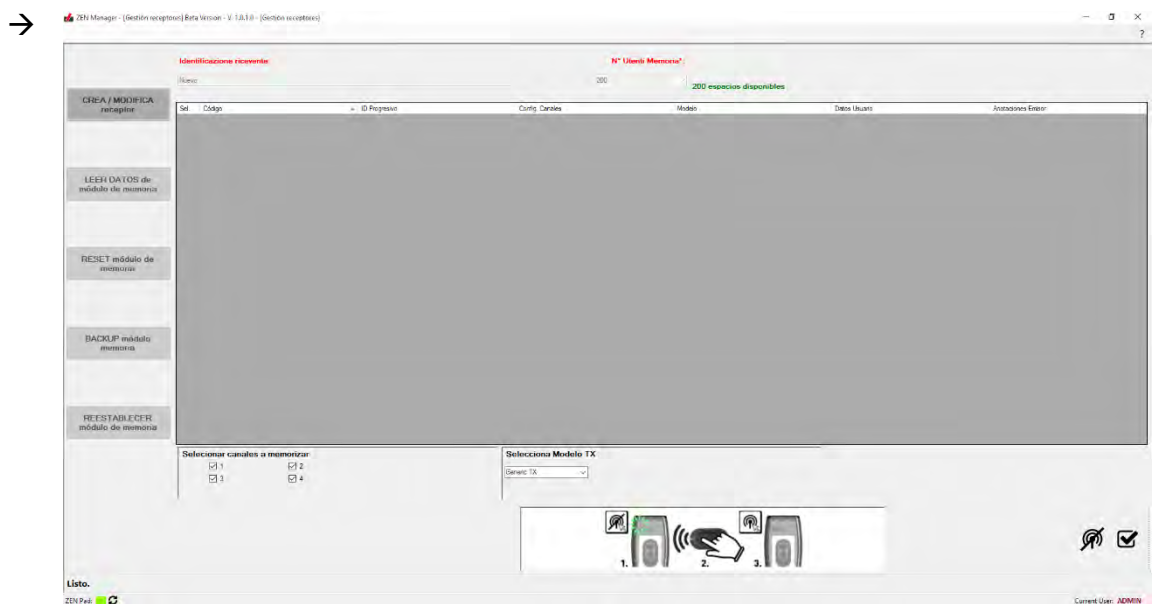 ZEN Manager - [Gestión receptores] Beta Version - V. 1.0.1.0 - [Gestión receptores]
?
Identificazione ricevente
N° Utenti Memoria*:
Nuevo
200
200 espacios disponibles
CREA / MODIFICA
receptor
Sel. Código ID Progresivo Config. Canales Modelo Datos Usuario Anotaciones Emisor
LEER DATOS de
módulo de memoria
RESET módulo de
memoria
BACKUP módulo
memoria
REESTABLECER
módulo de memoria
Selecionar canales a memorizar
Selecciona Modelo TX
1 2
Generic TX
3 4
1. 2. 3.
Listo.
ZEN Pad:
Current User: ADMIN